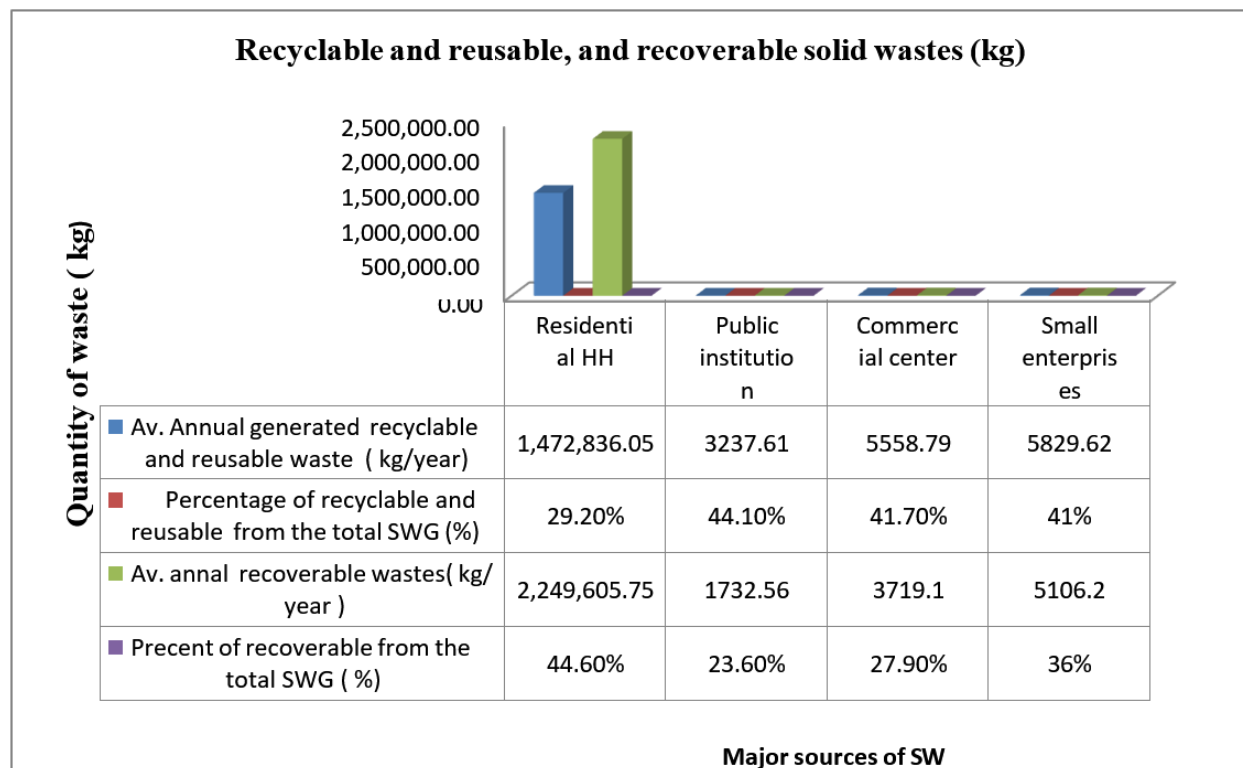 Recyclable and reusable, and recoverable solid wastes (kg)
Quantity of waste ( kg)
2,500,000.00
2,000,000.00
1,500,000.00
1,000,000.00
500,000.00
0.00
Residenti
al HH
Public
institutio
n
Commerc
ial center
Small
enterpris
es
Av. Annual generated recyclable
and reusable waste ( kg/year)
1,472,836.05
3237.61
5558.79
5829.62
Percentage of recyclable and
reusable from the total SWG (%)
29.20%
44.10%
41.70%
41%
Av. annal recoverable wastes( kg/
year )
2,249,605.75
1732.56
3719.1
5106.2
Precent of recoverable from the
total SWG ( %)
44.60%
23.60%
27.90%
36%
Major sources of SW